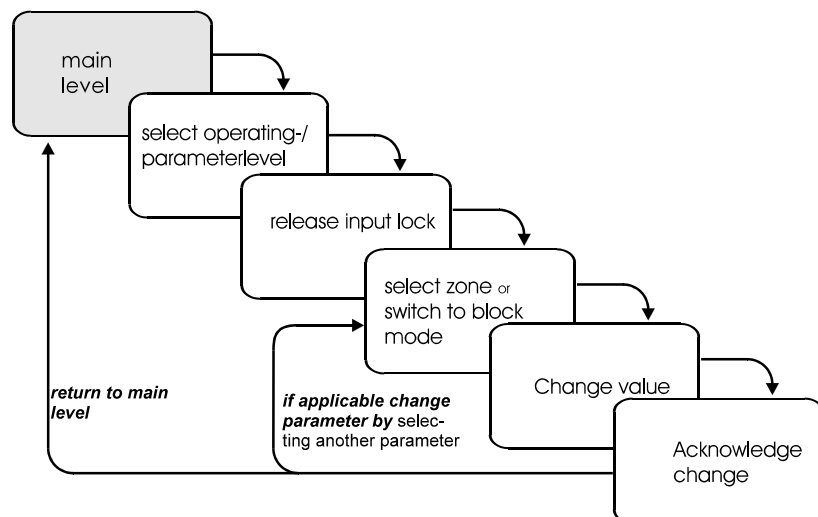 main
level
select operating-/
parameterlevel
release input lock
select zone or
switch to block
mode
Change value
Acknowledge
change
return to main
level
if applicable change
parameter by selec-
ting another parameter